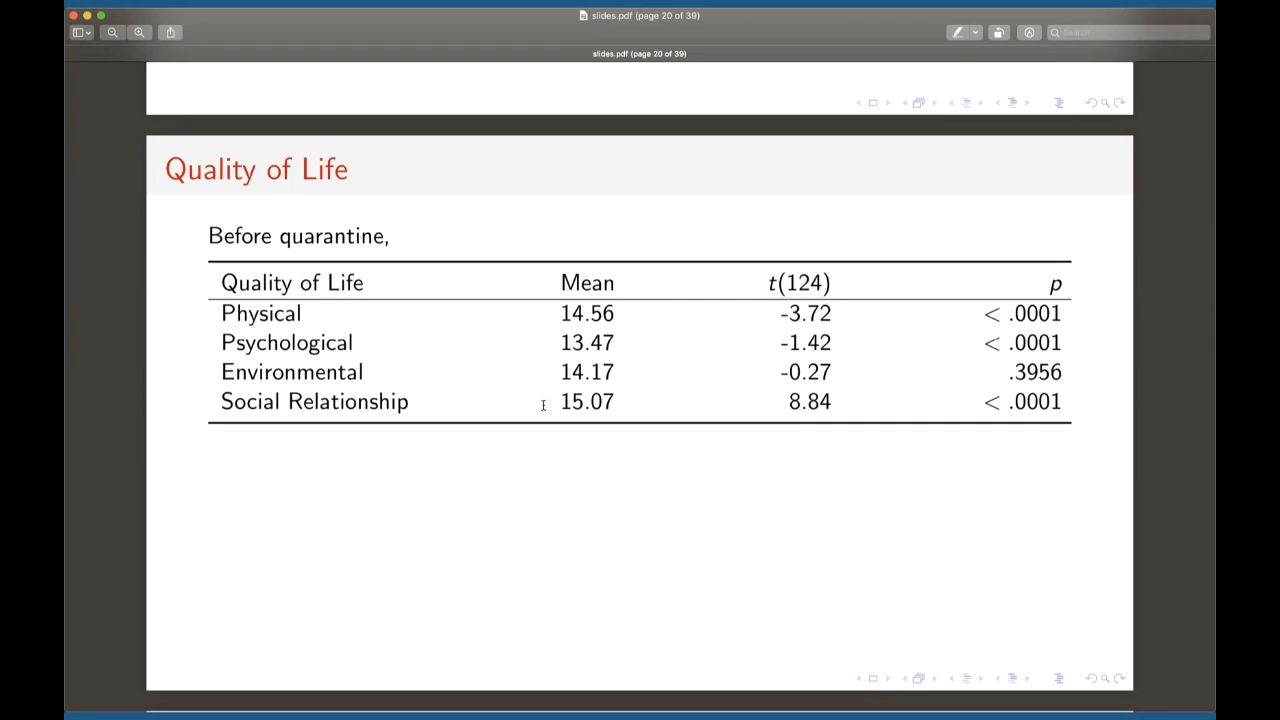 slides.pdf (page 20 of 39)
Search
slides.pdf (page 20 of 39)
Quality of Life
Before quarantine,
Quality of Life Mean t(124) p
Physical 14.56 -3.72 < .0001
Psychological 13.47 -1.42 < .0001
Environmental 14.17 -0.27 .3956
Social Relationship 15.07 8.84 < .0001